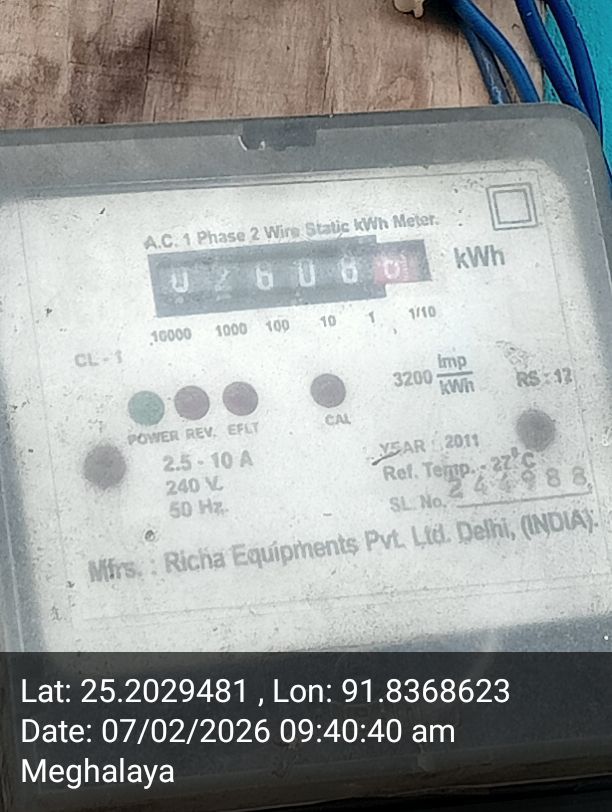 A.C. 1 Phase 2 Wire Static kWh Meter.
0 2 6 0 8 kWh
10000 1000 100 10 1 1/10
CL - 1
3200 imp/kWh
RS : 12
POWER REV. EFLT CAL
2.5 - 10 A
240 V.
50 Hz.
YEAR : 2011
Ref. Temp. - 27°C
SL. No. 244988
Mfrs. : Richa Equipments Pvt. Ltd. Delhi, (INDIA).
Lat: 25.2029481 , Lon: 91.8368623
Date: 07/02/2026 09:40:40 am
Meghalaya